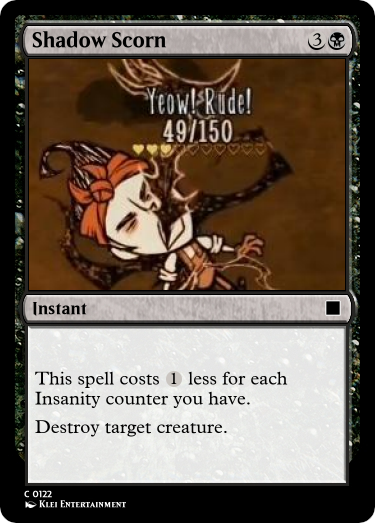 Shadow Scorn 3
Yeow! Rude!
49/150
Instant
This spell costs 1 less for each
Insanity counter you have.
Destroy target creature.
C 0122
Klei Entertainment